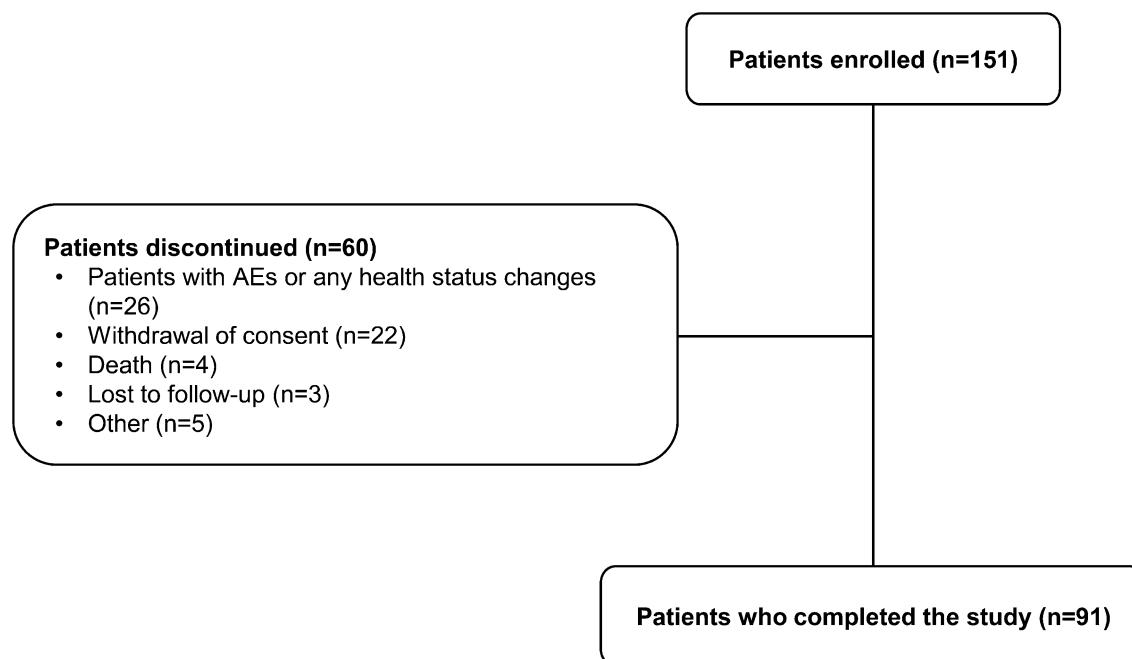 Patients enrolled (n=151)
Patients discontinued (n=60)
• Patients with AEs or any health status changes
(n=26)
• Withdrawal of consent (n=22)
• Death (n=4)
• Lost to follow-up (n=3)
• Other (n=5)
Patients who completed the study (n=91)